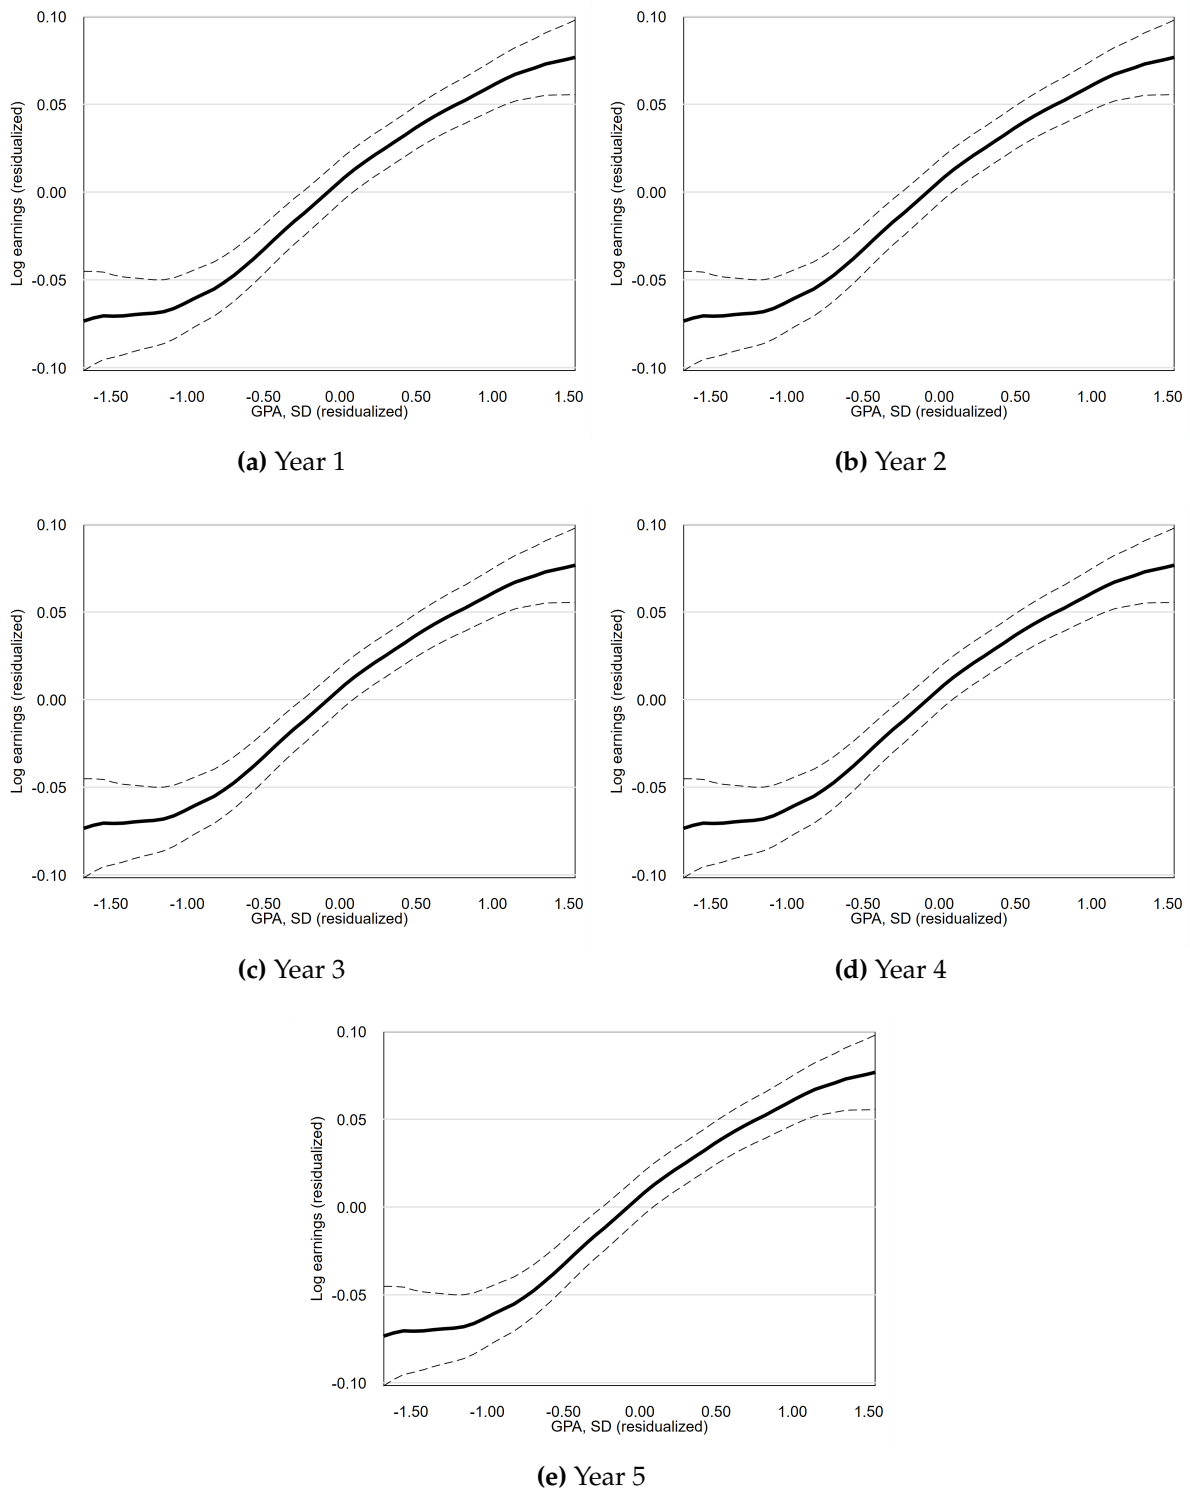 0.10
0.05
0.00
-0.05
-0.10
Log earnings (residualized)
-1.50 -1.00 -0.50 0.00 0.50 1.00 1.50
GPA, SD (residualized)
(a) Year 1
0.10
0.05
0.00
-0.05
-0.10
Log earnings (residualized)
-1.50 -1.00 -0.50 0.00 0.50 1.00 1.50
GPA, SD (residualized)
(b) Year 2
0.10
0.05
0.00
-0.05
-0.10
Log earnings (residualized)
-1.50 -1.00 -0.50 0.00 0.50 1.00 1.50
GPA, SD (residualized)
(c) Year 3
0.10
0.05
0.00
-0.05
-0.10
Log earnings (residualized)
-1.50 -1.00 -0.50 0.00 0.50 1.00 1.50
GPA, SD (residualized)
(d) Year 4
0.10
0.05
0.00
-0.05
-0.10
Log earnings (residualized)
-1.50 -1.00 -0.50 0.00 0.50 1.00 1.50
GPA, SD (residualized)
(e) Year 5